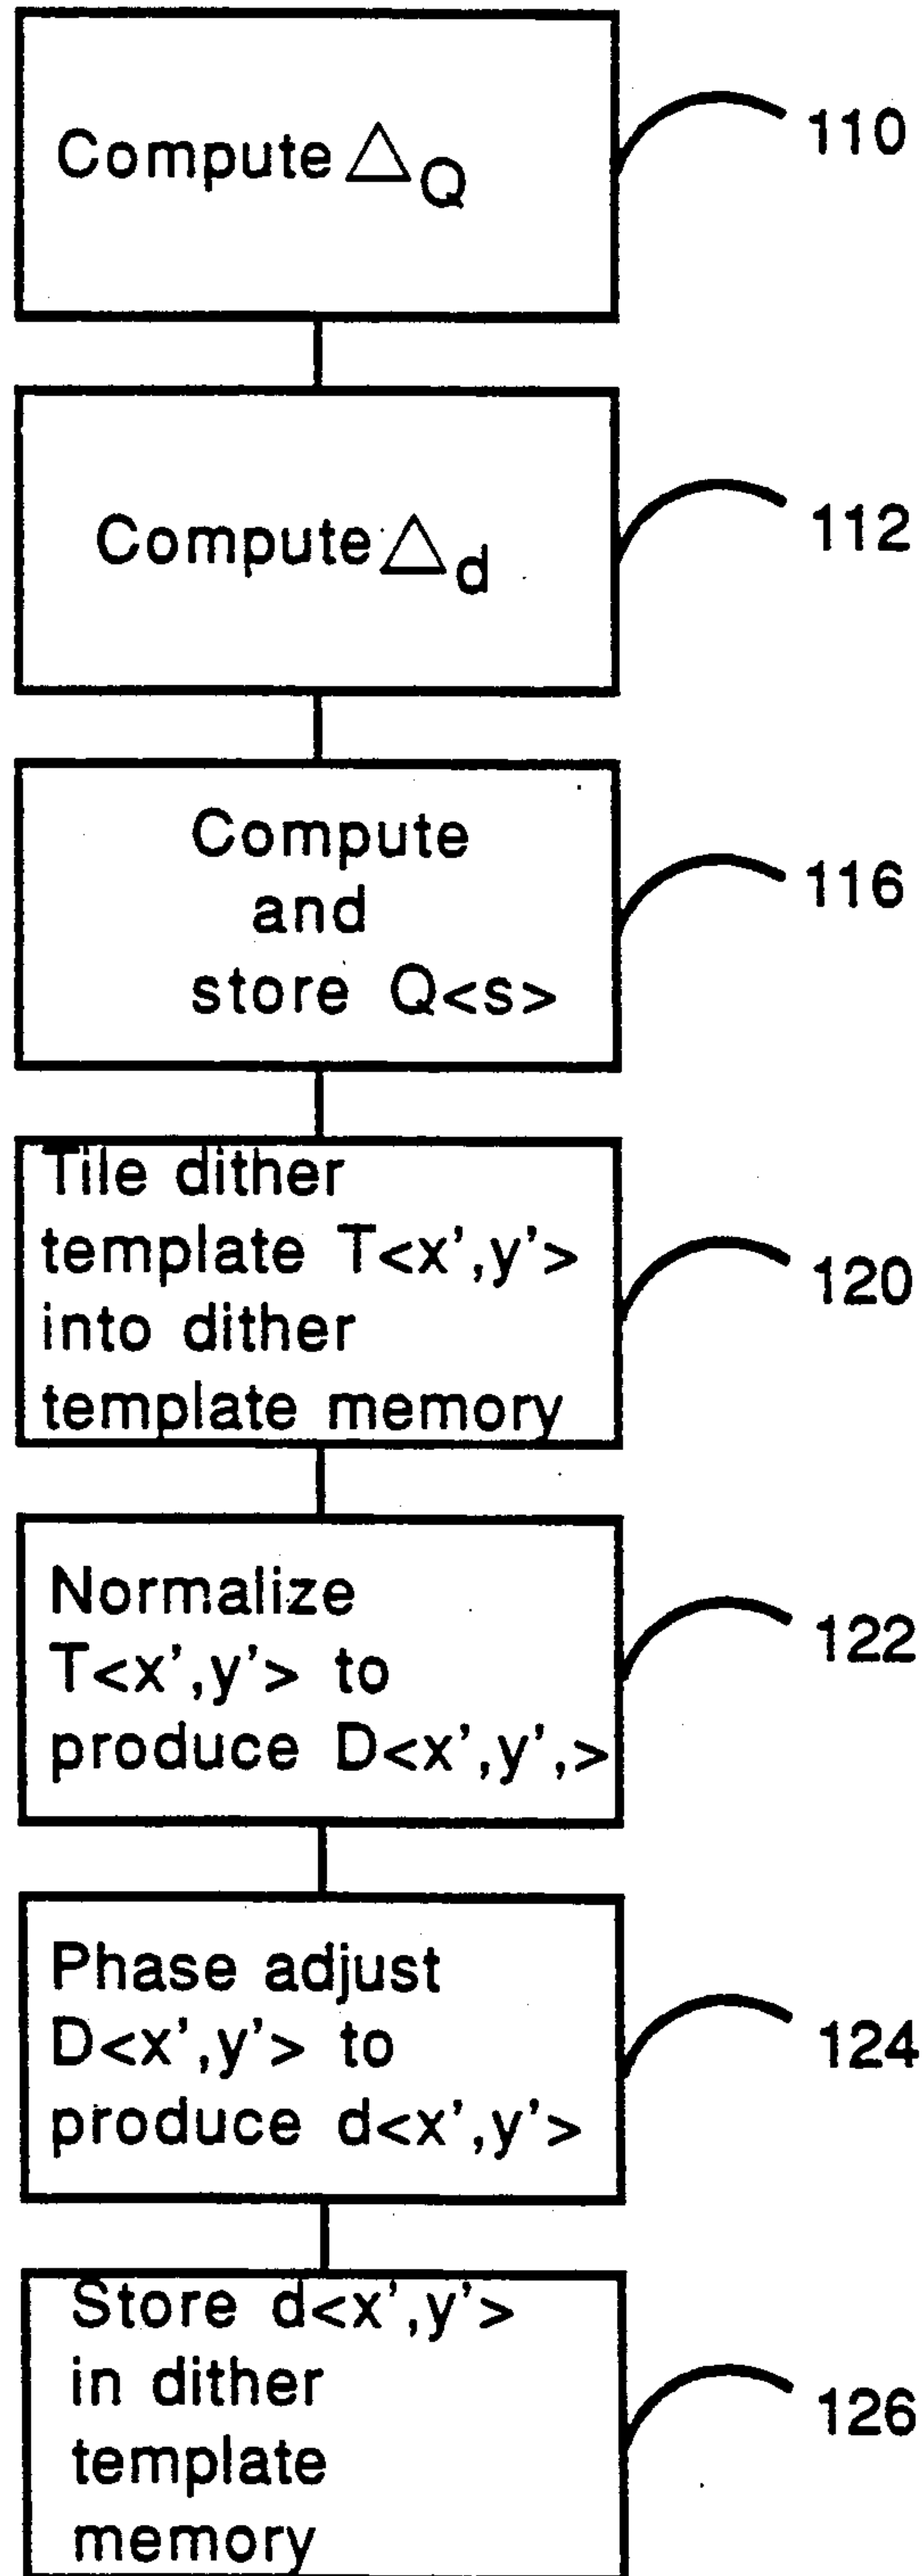 Compute △Q
110
Compute △d
112
Compute
and
store Q<s>
116
Tile dither
template T<x',y'>
into dither
template memory
120
Normalize
T<x',y'> to
produce D<x',y',>
122
Phase adjust
D<x',y'> to
produce d<x',y'>
124
Store d<x',y'>
in dither
template
memory
126